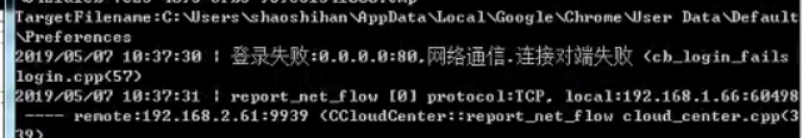 TargetFilename:C:\Users\shaoshihan\AppData\Local\Google\Chrome\User Data\Default
\Preferences
2019/05/07 10:37:30 | 登录失败:0.0.0.0:80,网络通信.连接对端失败 (cb_login_fails
login.cpp(57)
2019/05/07 10:37:31 | report_net_flow [0] protocol:TCP, local:192.168.1.66:60498
---- remote:192.168.2.61:9939 (CCloudCenter::report_net_flow cloud_center.cpp(3
39)